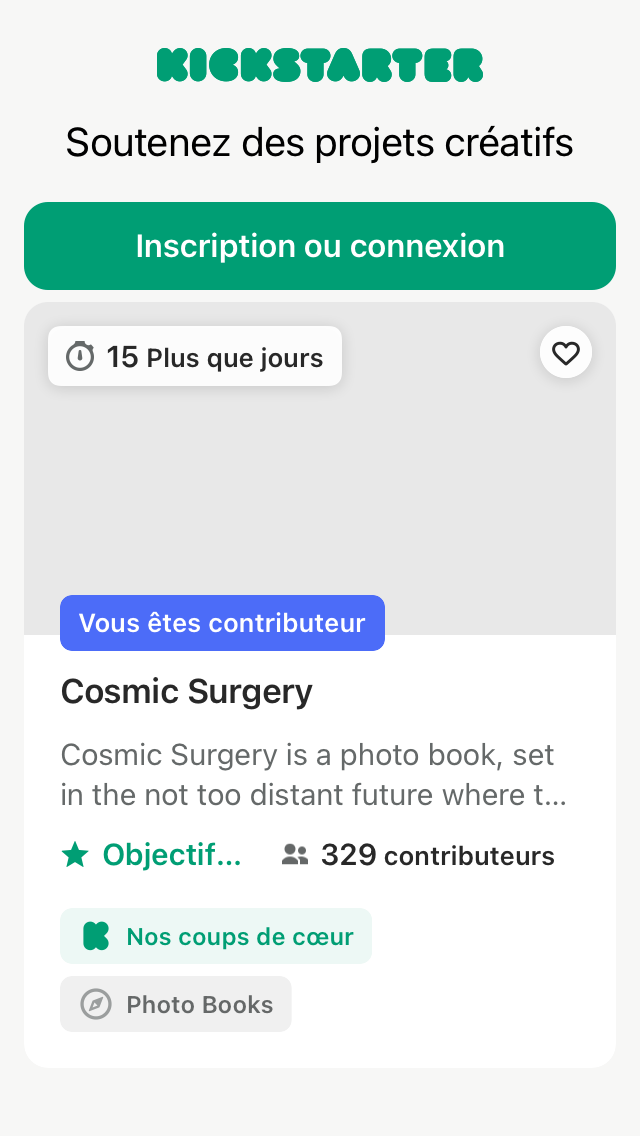 KICKSTARTER
Soutenez des projets créatifs
Inscription ou connexion
15 Plus que jours
Vous êtes contributeur
Cosmic Surgery
Cosmic Surgery is a photo book, set
in the not too distant future where t...
Objectif...
329 contributeurs
Nos coups de cœur
Photo Books